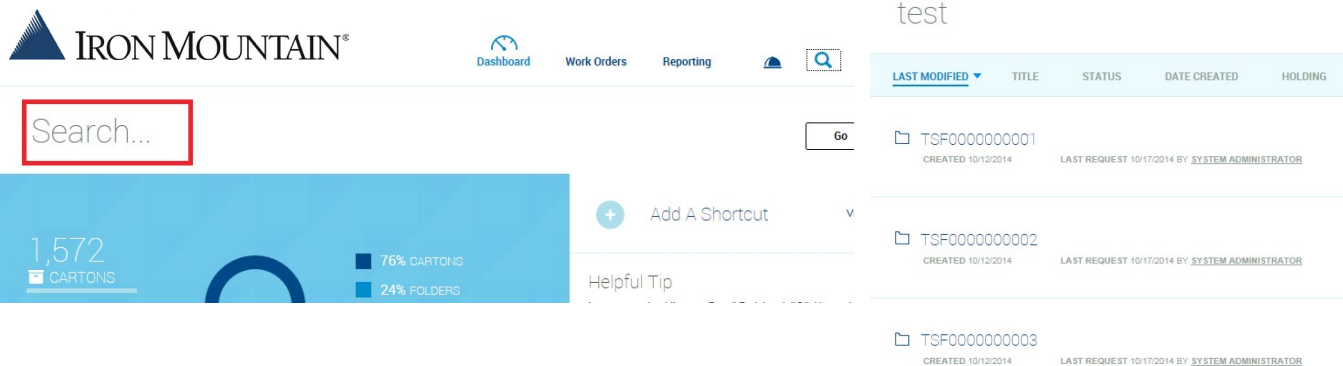 IRON MOUNTAIN®
Dashboard
Work Orders
Reporting
Search...
Go
1,572
CARTONS
76% CARTONS
24% FOLDERS
Add A Shortcut
Helpful Tip
test
LAST MODIFIED
TITLE
STATUS
DATE CREATED
HOLDING
TSF0000000001
CREATED 10/12/2014 LAST REQUEST 10/17/2014 BY SYSTEM ADMINISTRATOR
TSF0000000002
CREATED 10/12/2014 LAST REQUEST 10/17/2014 BY SYSTEM ADMINISTRATOR
TSF0000000003
CREATED 10/12/2014 LAST REQUEST 10/17/2014 BY SYSTEM ADMINISTRATOR